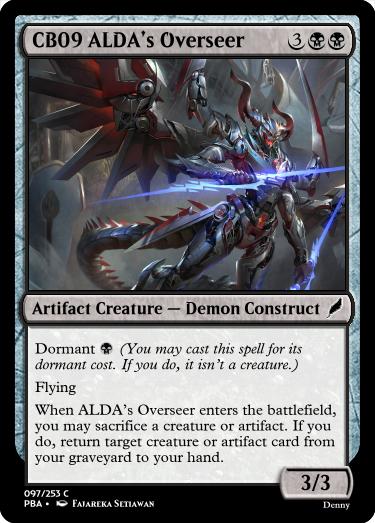 CB09 ALDA's Overseer 3
Artifact Creature — Demon Construct
Dormant (You may cast this spell for its
dormant cost. If you do, it isn't a creature.)
Flying
When ALDA's Overseer enters the battlefield,
you may sacrifice a creature or artifact. If you
do, return target creature or artifact card from
your graveyard to your hand.
3/3
097/253 C
PBA • Fajareka Setiawan
Denny